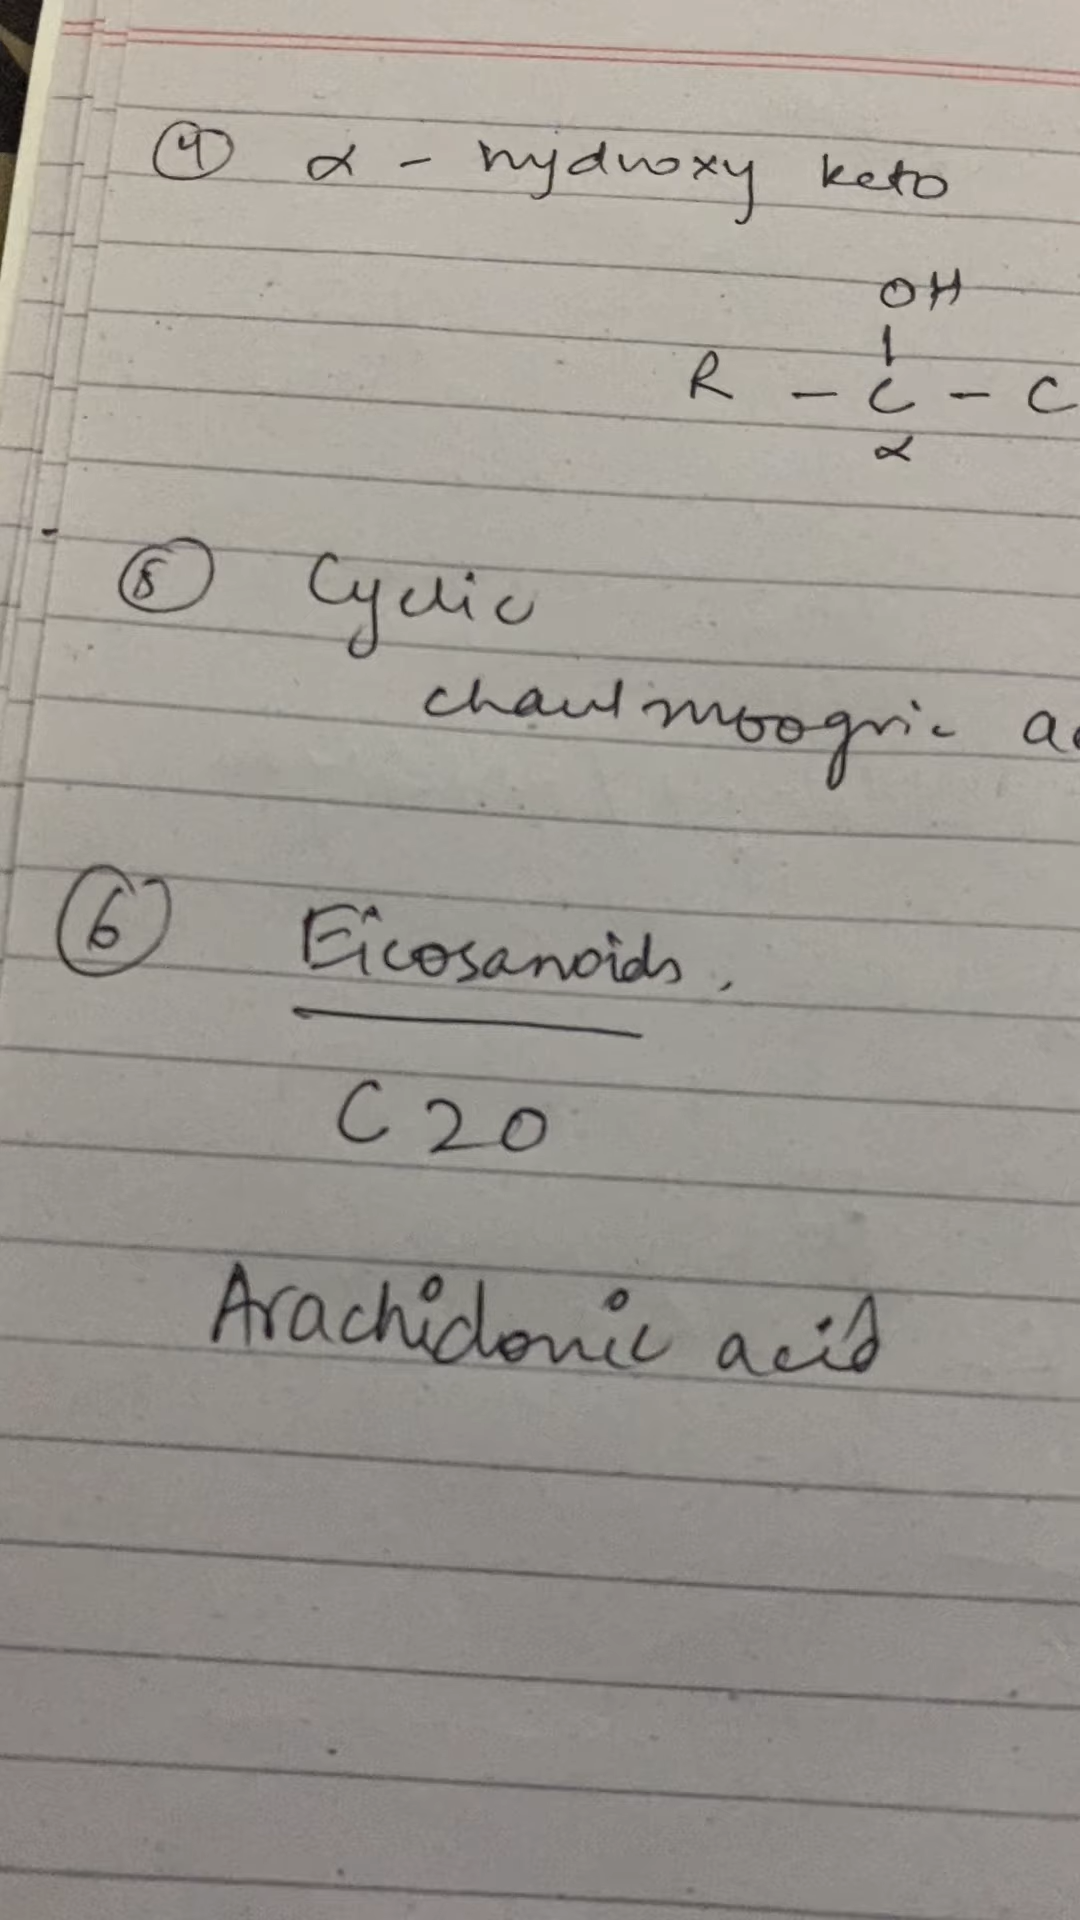 ④ α - hydroxy keto
OH
|
R - C - C
α
⑤ Cyclic
chaulmoogric
⑥ Eicosanoids.
C20
Arachidonic acid